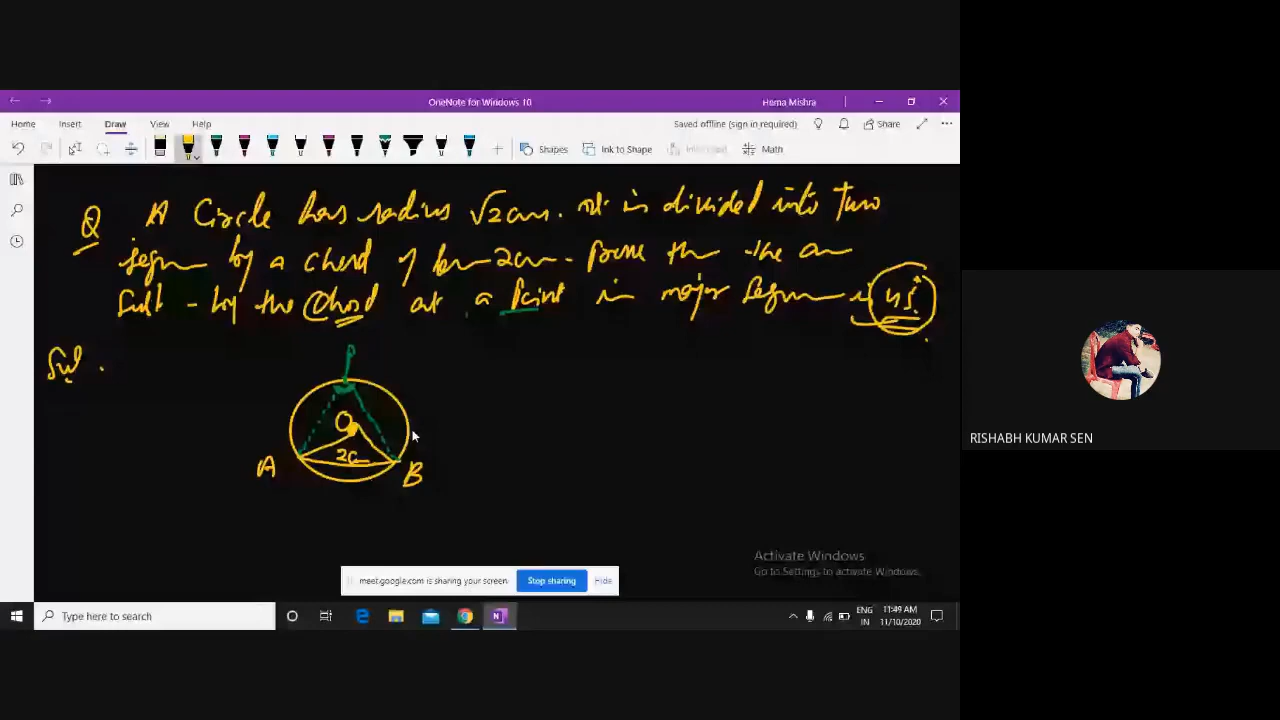 OneNote for Windows 10
Hema Mishra
Home Insert Draw View Help
Saved offline (sign in required)
Share
Shapes
Ink to Shape
Math
Q A Circle has radius √2cm. It is divided into Two
segm by a chord of len 2cm. Prove th the an
Subt by the Chord at a Point in major Segm is 45°.
Sol.
P
O
2c
A B
RISHABH KUMAR SEN
Activate Windows
Go to Settings to activate Windows.
meet.google.com is sharing your screen. Stop sharing Hide
Type here to search
ENG
IN
11:49 AM
11/10/2020